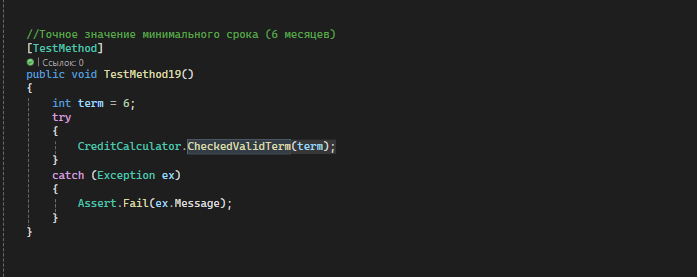 //Точное значение минимального срока (6 месяцев)
[TestMethod]
| Ссылок: 0
public void TestMethod19()
{
int term = 6;
try
{
CreditCalculator.CheckedValidTerm(term);
}
catch (Exception ex)
{
Assert.Fail(ex.Message);
}
}